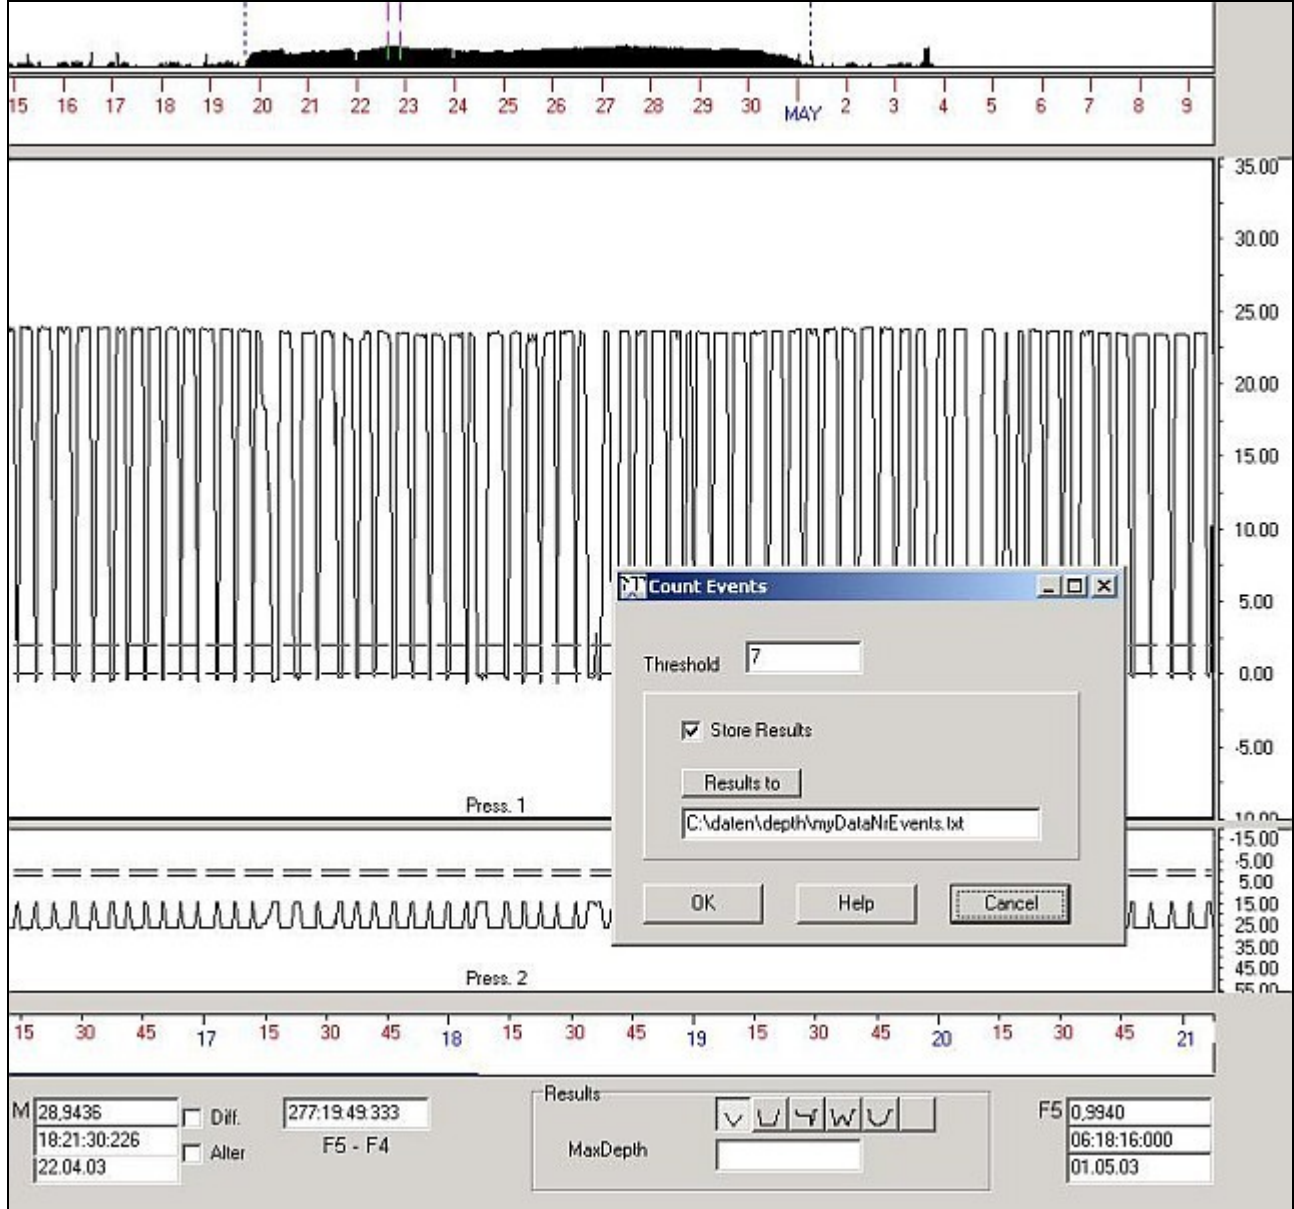 15 16 17 18 19 20 21 22 23 24 25 26 27 28 29 30 MAY 2 3 4 5 6 7 8 9
35.00
30.00
25.00
20.00
15.00
10.00
5.00
0.00
-5.00
10.00
Count Events
Threshold 7
Store Results
Results to
C:\daten\depth\myDataNrEvents.txt
OK Help Cancel
Press. 1
-15.00
-5.00
5.00
15.00
25.00
35.00
45.00
55.00
Press. 2
15 30 45 17 15 30 45 18 15 30 45 19 15 30 45 20 15 30 45 21
M 28,9436
18:21:30:226
22.04.03
Diff.
Alter
277:19:49:333
F5 - F4
Results
MaxDepth
F5 0,9940
06:18:16:000
01.05.03